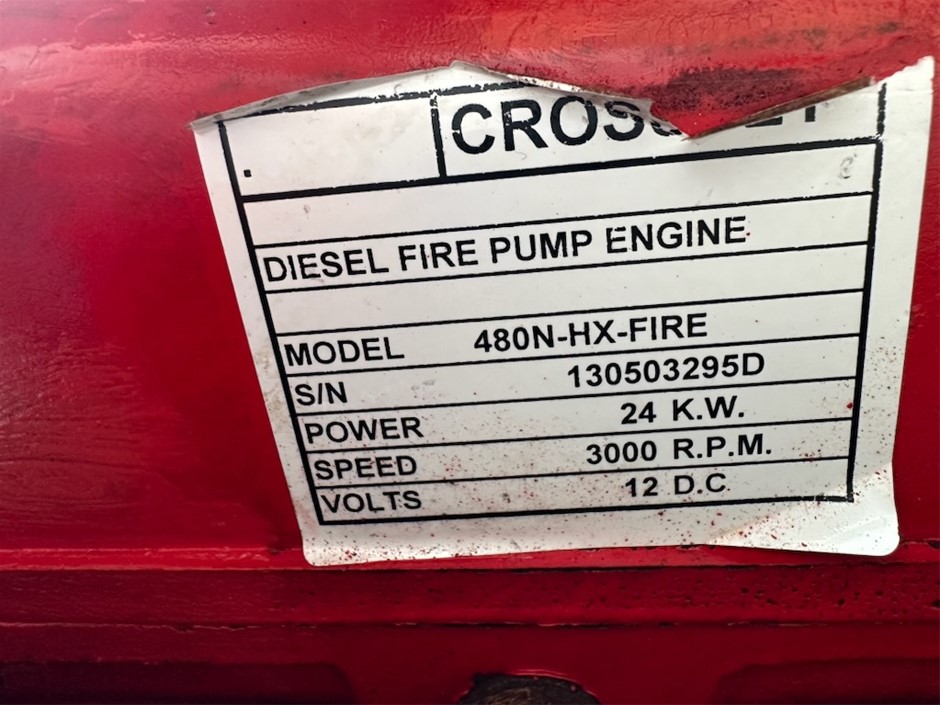 DIESEL FIRE PUMP ENGINE
MODEL 480N-HX-FIRE
S/N 130503295D
POWER 24 K.W.
SPEED 3000 R.P.M.
VOLTS 12 D.C